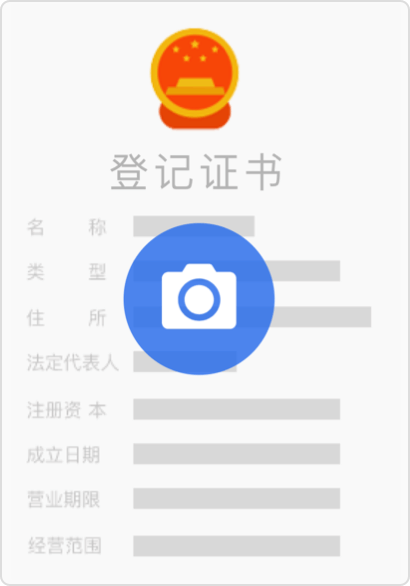 登记证书
名 称
类 型
住 所
法定代表人
注册资本
成立日期
营业期限
经营范围